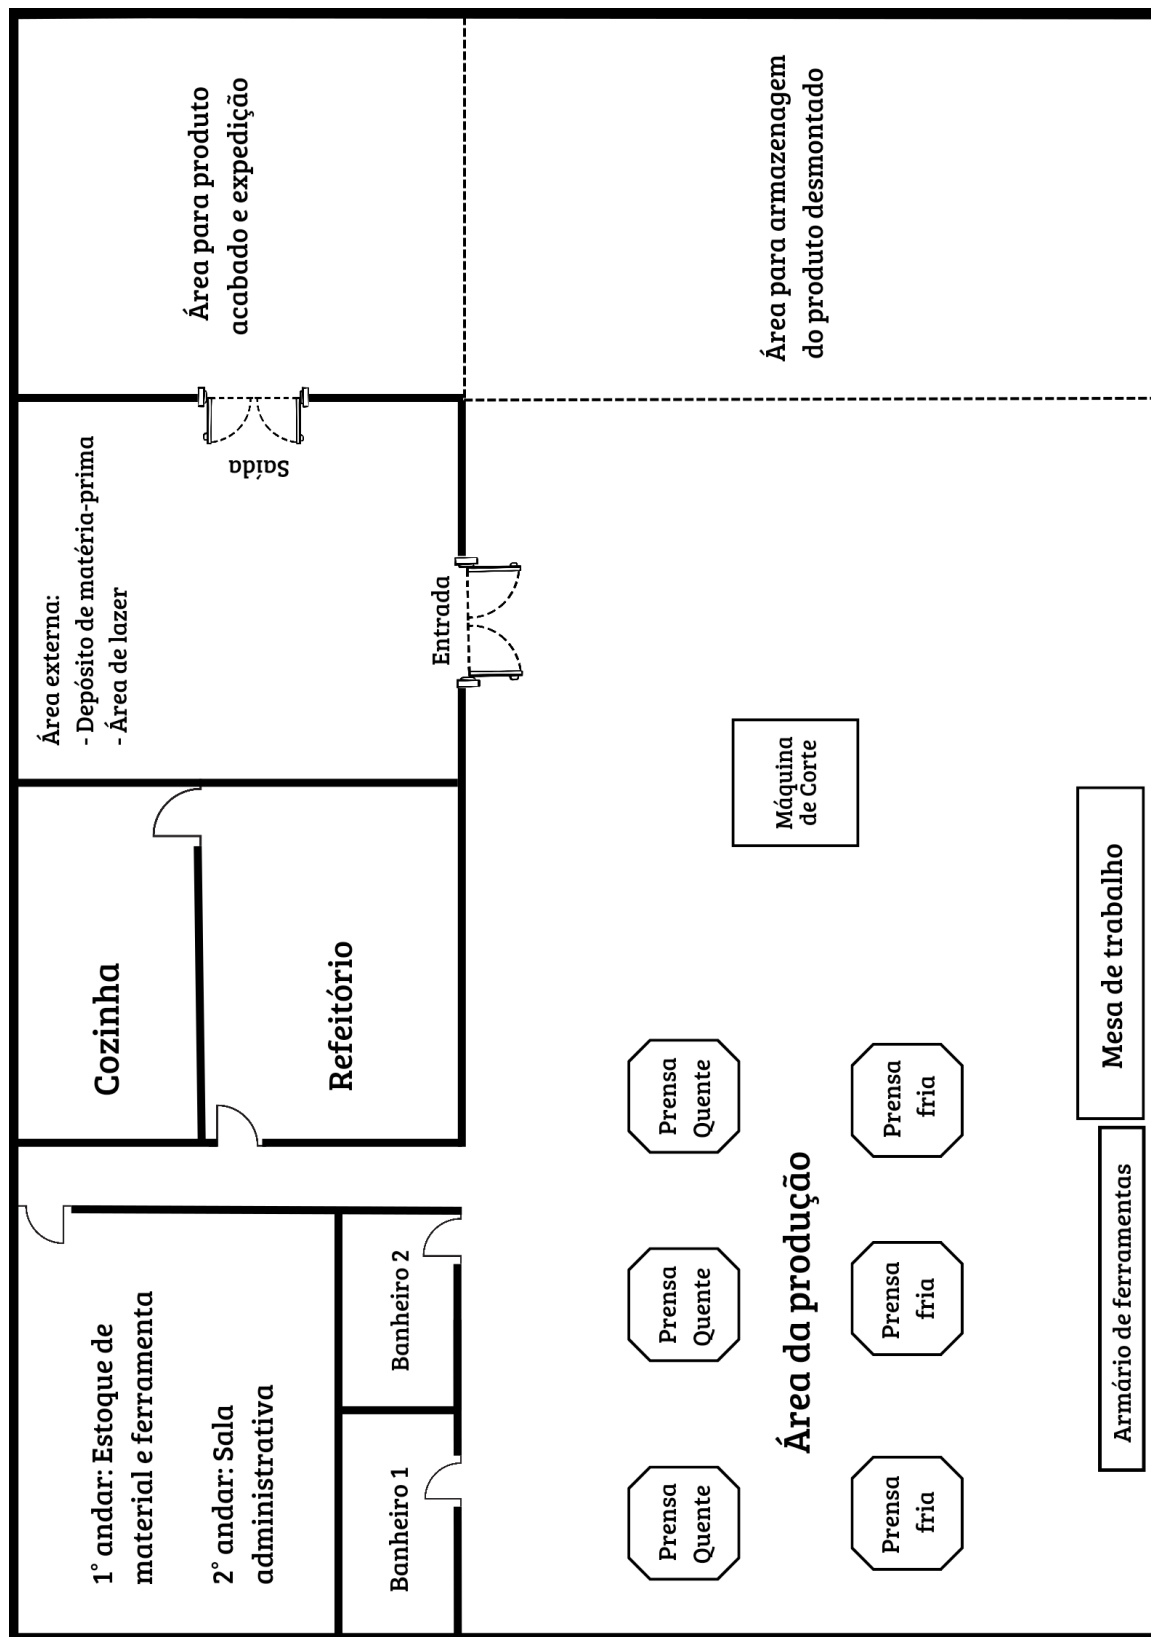 1° andar: Estoque de
material e ferramenta
2° andar: Sala
administrativa
Cozinha
Refeitório
Área externa:
- Depósito de matéria-prima
- Área de lazer
Saída
Entrada
Área para produto
acabado e expedição
Banheiro 1
Banheiro 2
Prensa
Quente
Prensa
Quente
Prensa
Quente
Máquina
de Corte
Área da produção
Prensa
fria
Prensa
fria
Prensa
fria
Área para armazenagem
do produto desmontado
Armário de ferramentas
Mesa de trabalho